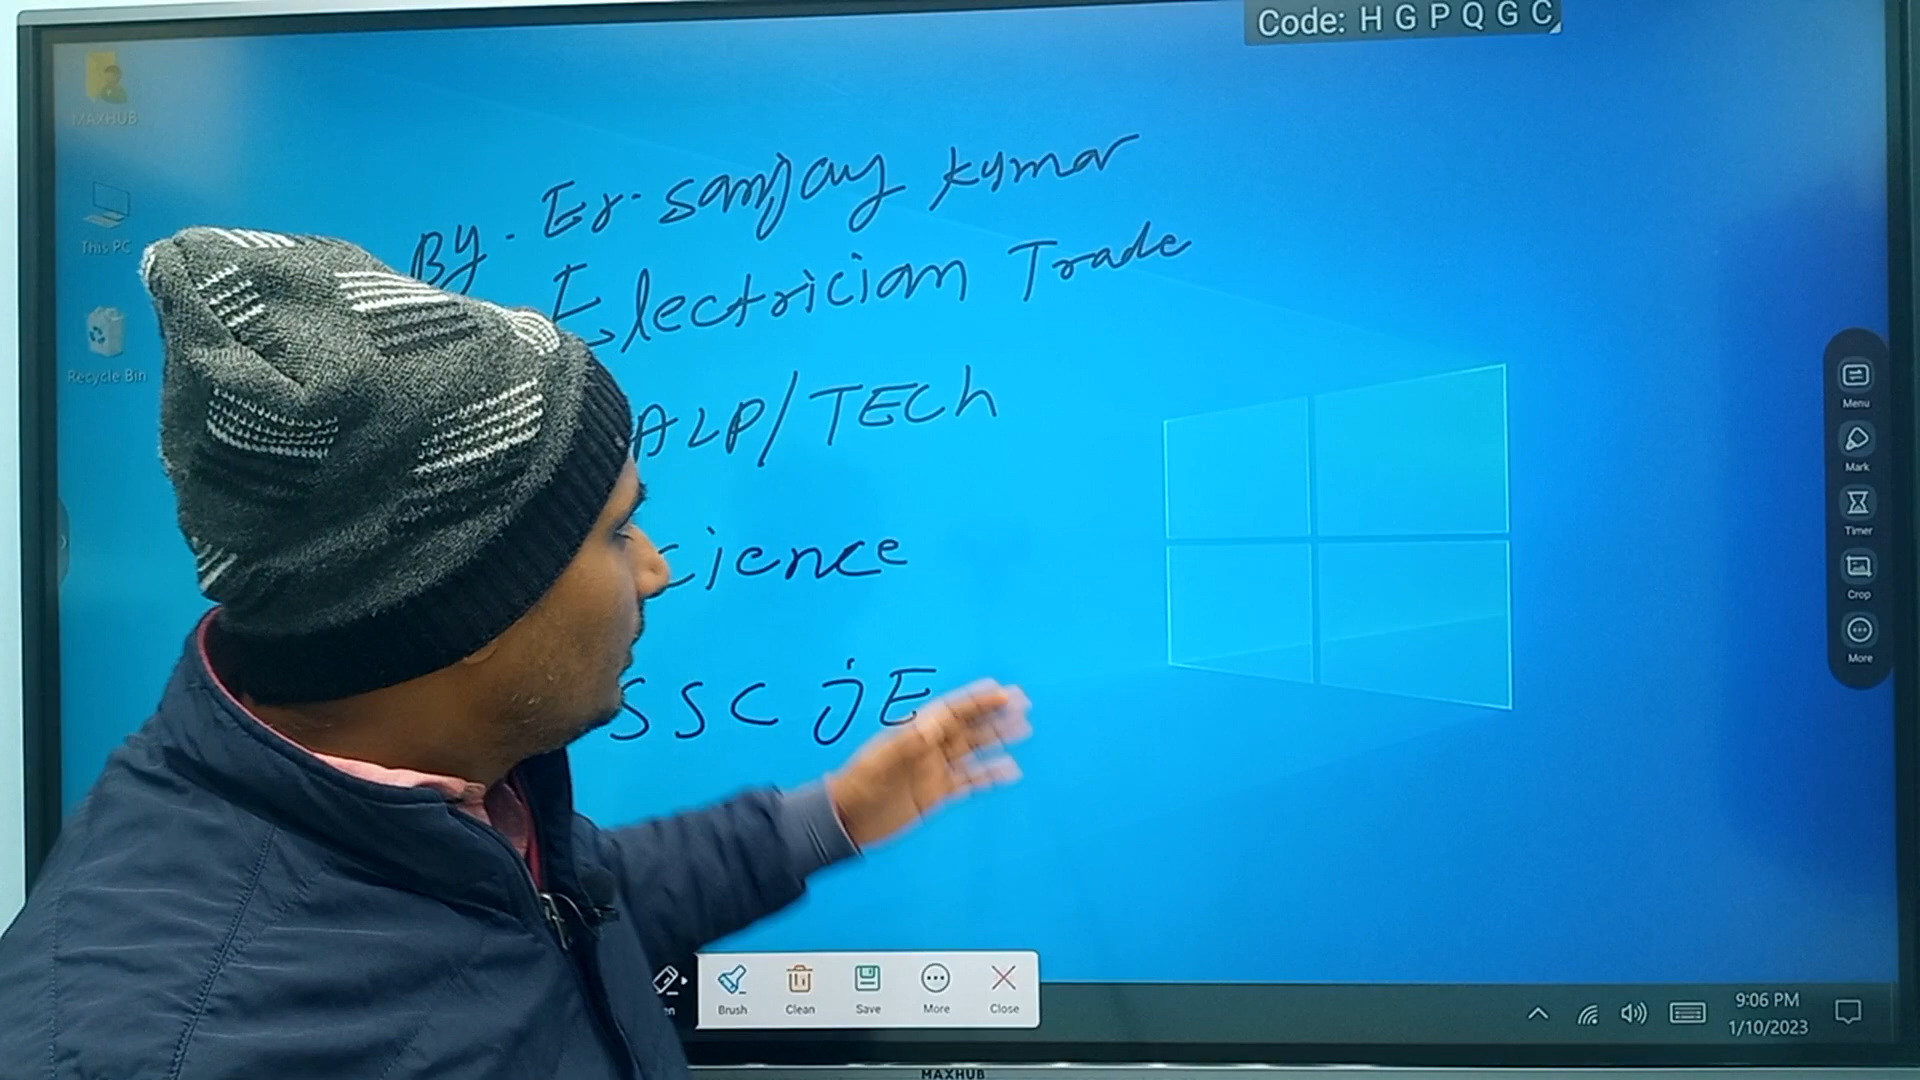 Code: H G P Q G C
MAXHUB
This PC
Recycle Bin
By. Er. Sanjay Kumar
Electrician Trade
ALP/TECh
cience
SSC jE
Menu
Mark
Timer
Crop
More
Brush
Clean
Save
More
Close
9:06 PM
1/10/2023
MAXHUB